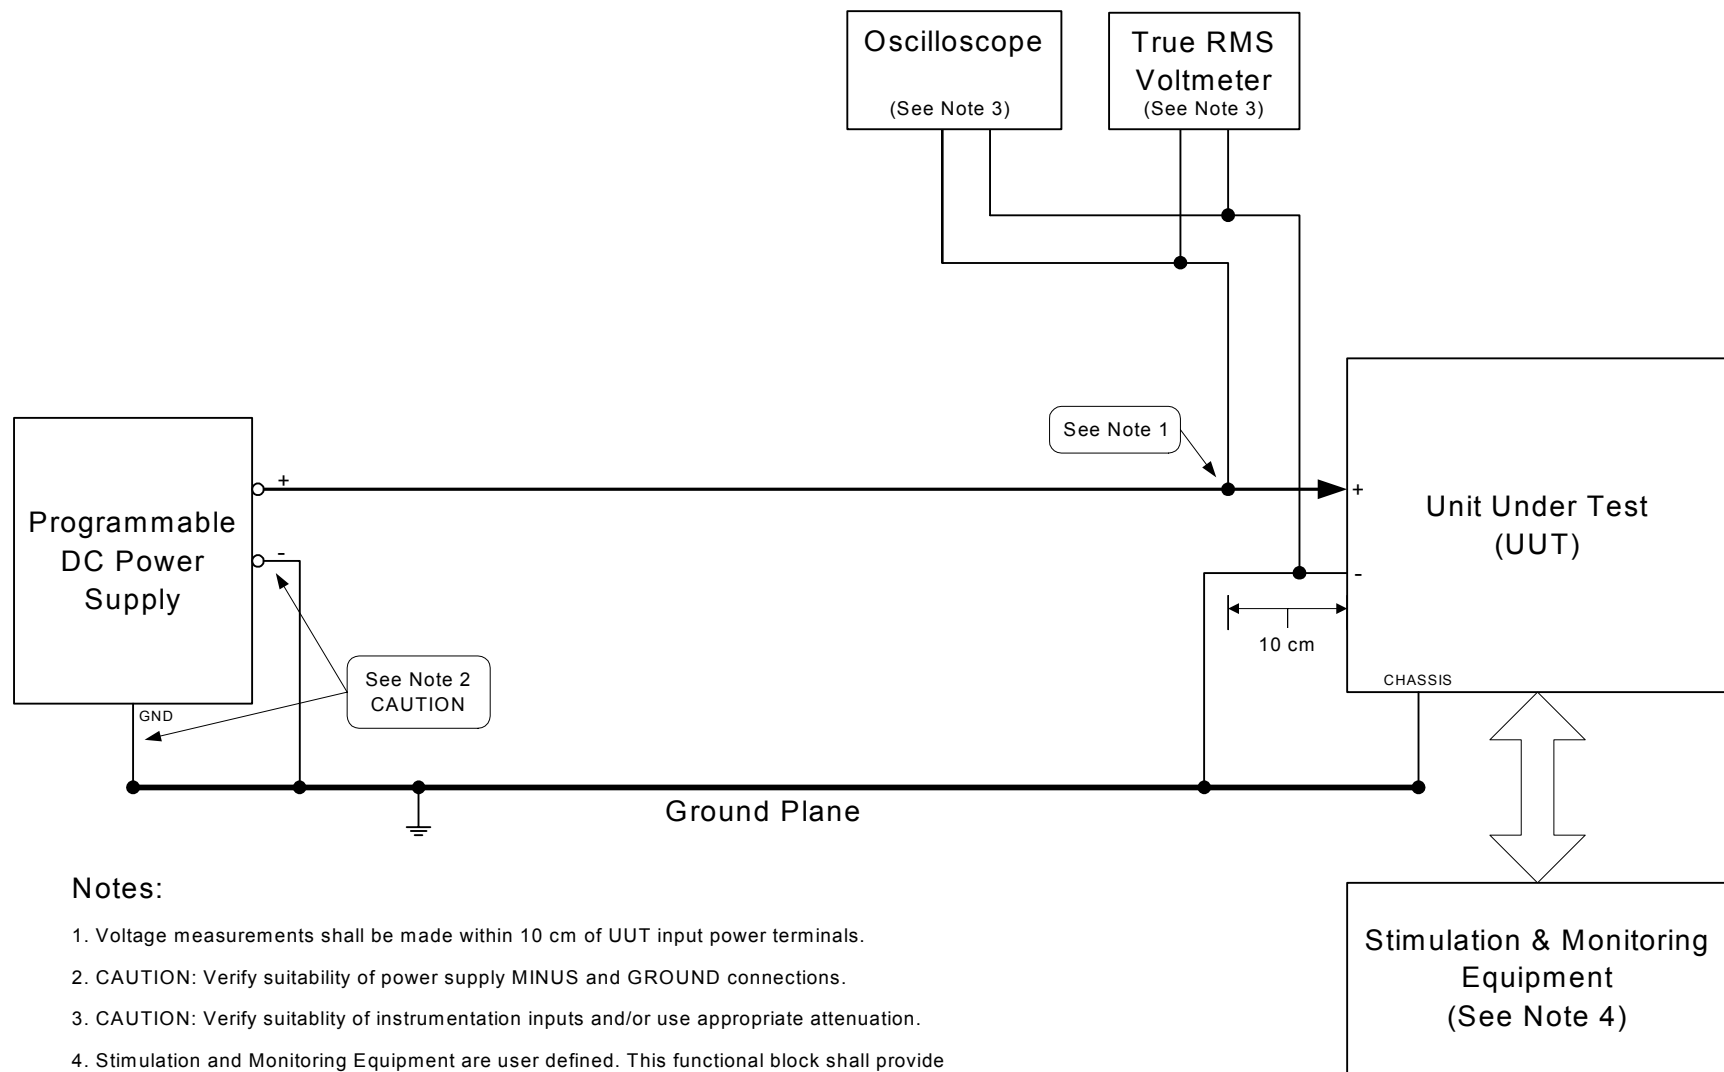 Oscilloscope
(See Note 3)
True RMS
Voltmeter
(See Note 3)
See Note 1
Programmable
DC Power
Supply
+
-
GND
See Note 2
CAUTION
+
-
Unit Under Test
(UUT)
10 cm
CHASSIS
Ground Plane
Stimulation & Monitoring
Equipment
(See Note 4)
Notes:
1. Voltage measurements shall be made within 10 cm of UUT input power terminals.
2. CAUTION: Verify suitability of power supply MINUS and GROUND connections.
3. CAUTION: Verify suitablity of instrumentation inputs and/or use appropriate attenuation.
4. Stimulation and Monitoring Equipment are user defined. This functional block shall provide